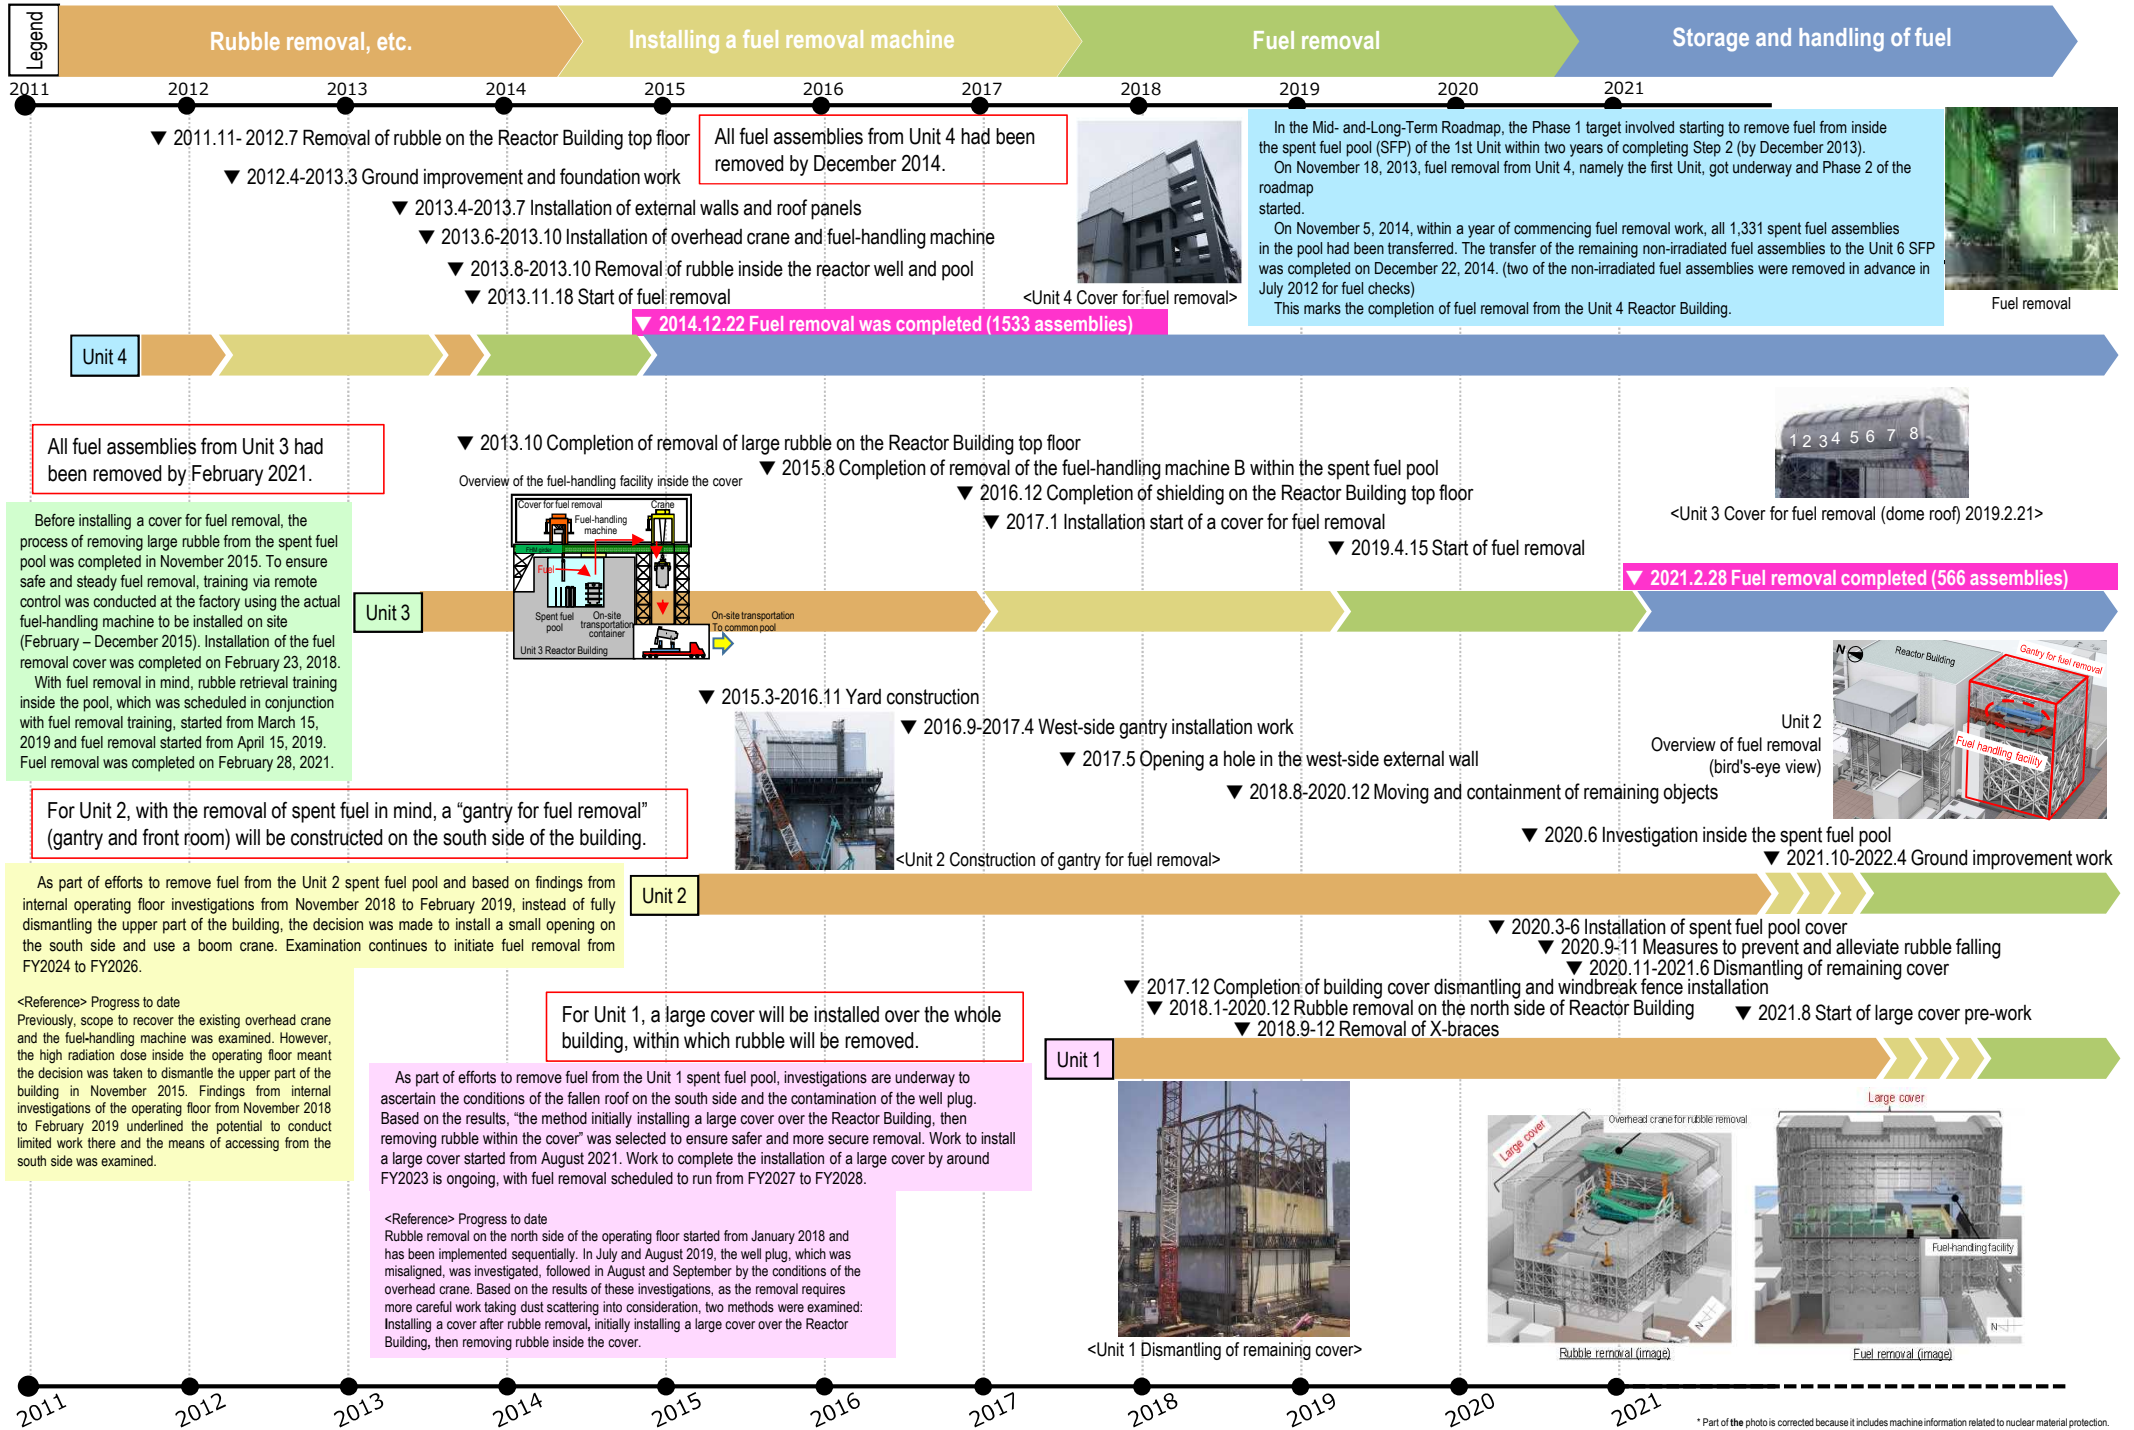 Legend
Rubble removal, etc.
Installing a fuel removal machine
Fuel removal
Storage and handling of fuel
2011 2012 2013 2014 2015 2016 2017 2018 2019 2020 2021
▼ 2011.11- 2012.7 Removal of rubble on the Reactor Building top floor
▼ 2012.4-2013.3 Ground improvement and foundation work
▼ 2013.4-2013.7 Installation of external walls and roof panels
▼ 2013.6-2013.10 Installation of overhead crane and fuel-handling machine
▼ 2013.8-2013.10 Removal of rubble inside the reactor well and pool
▼ 2013.11.18 Start of fuel removal
▼ 2014.12.22 Fuel removal was completed (1533 assemblies)
All fuel assemblies from Unit 4 had been
removed by December 2014.
<Unit 4 Cover for fuel removal>
In the Mid- and-Long-Term Roadmap, the Phase 1 target involved starting to remove fuel from inside
the spent fuel pool (SFP) of the 1st Unit within two years of completing Step 2 (by December 2013).
On November 18, 2013, fuel removal from Unit 4, namely the first Unit, got underway and Phase 2 of the
roadmap
started.
On November 5, 2014, within a year of commencing fuel removal work, all 1,331 spent fuel assemblies
in the pool had been transferred. The transfer of the remaining non-irradiated fuel assemblies to the Unit 6 SFP
was completed on December 22, 2014. (two of the non-irradiated fuel assemblies were removed in advance in
July 2012 for fuel checks)
This marks the completion of fuel removal from the Unit 4 Reactor Building.
Fuel removal
Unit 4
All fuel assemblies from Unit 3 had
been removed by February 2021.
▼ 2013.10 Completion of removal of large rubble on the Reactor Building top floor
▼ 2015.8 Completion of removal of the fuel-handling machine B within the spent fuel pool
▼ 2016.12 Completion of shielding on the Reactor Building top floor
▼ 2017.1 Installation start of a cover for fuel removal
▼ 2019.4.15 Start of fuel removal
▼ 2021.2.28 Fuel removal completed (566 assemblies)
1 2 3 4 5 6 7 8
<Unit 3 Cover for fuel removal (dome roof) 2019.2.21>
Overview of the fuel-handling facility inside the cover
Cover for fuel removal
Crane
Fuel-handling
machine
FHM girder
Fuel
Spent fuel
pool
On-site
transportation
container
Unit 3 Reactor Building
On-site transportation
To common pool
Unit 3
Before installing a cover for fuel removal, the
process of removing large rubble from the spent fuel
pool was completed in November 2015. To ensure
safe and steady fuel removal, training via remote
control was conducted at the factory using the actual
fuel-handling machine to be installed on site
(February – December 2015). Installation of the fuel
removal cover was completed on February 23, 2018.
With fuel removal in mind, rubble retrieval training
inside the pool, which was scheduled in conjunction
with fuel removal training, started from March 15,
2019 and fuel removal started from April 15, 2019.
Fuel removal was completed on February 28, 2021.
▼ 2015.3-2016.11 Yard construction
▼ 2016.9-2017.4 West-side gantry installation work
▼ 2017.5 Opening a hole in the west-side external wall
▼ 2018.8-2020.12 Moving and containment of remaining objects
▼ 2020.6 Investigation inside the spent fuel pool
▼ 2021.10-2022.4 Ground improvement work
<Unit 2 Construction of gantry for fuel removal>
Unit 2
Overview of fuel removal
(bird's-eye view)
N
Reactor Building
Gantry for fuel removal
Fuel handling facility
For Unit 2, with the removal of spent fuel in mind, a “gantry for fuel removal”
(gantry and front room) will be constructed on the south side of the building.
Unit 2
As part of efforts to remove fuel from the Unit 2 spent fuel pool and based on findings from
internal operating floor investigations from November 2018 to February 2019, instead of fully
dismantling the upper part of the building, the decision was made to install a small opening on
the south side and use a boom crane. Examination continues to initiate fuel removal from
FY2024 to FY2026.
<Reference> Progress to date
Previously, scope to recover the existing overhead crane
and the fuel-handling machine was examined. However,
the high radiation dose inside the operating floor meant
the decision was taken to dismantle the upper part of the
building in November 2015. Findings from internal
investigations of the operating floor from November 2018
to February 2019 underlined the potential to conduct
limited work there and the means of accessing from the
south side was examined.
▼ 2020.3-6 Installation of spent fuel pool cover
▼ 2020.9-11 Measures to prevent and alleviate rubble falling
▼ 2020.11-2021.6 Dismantling of remaining cover
▼ 2017.12 Completion of building cover dismantling and windbreak fence installation
▼ 2018.1-2020.12 Rubble removal on the north side of Reactor Building
▼ 2021.8 Start of large cover pre-work
▼ 2018.9-12 Removal of X-braces
For Unit 1, a large cover will be installed over the whole
building, within which rubble will be removed.
Unit 1
As part of efforts to remove fuel from the Unit 1 spent fuel pool, investigations are underway to
ascertain the conditions of the fallen roof on the south side and the contamination of the well plug.
Based on the results, “the method initially installing a large cover over the Reactor Building, then
removing rubble within the cover” was selected to ensure safer and more secure removal. Work to install
a large cover started from August 2021. Work to complete the installation of a large cover by around
FY2023 is ongoing, with fuel removal scheduled to run from FY2027 to FY2028.
<Reference> Progress to date
Rubble removal on the north side of the operating floor started from January 2018 and
has been implemented sequentially. In July and August 2019, the well plug, which was
misaligned, was investigated, followed in August and September by the conditions of the
overhead crane. Based on the results of these investigations, as the removal requires
more careful work taking dust scattering into consideration, two methods were examined:
Installing a cover after rubble removal, initially installing a large cover over the Reactor
Building, then removing rubble inside the cover.
<Unit 1 Dismantling of remaining cover>
Large cover
Overhead crane for rubble removal
N
Rubble removal (image)
Large cover
Fuel-handling facility
N
Fuel removal (image)
2011 2012 2013 2014 2015 2016 2017 2018 2019 2020 2021
* Part of the photo is corrected because it includes machine information related to nuclear material protection.